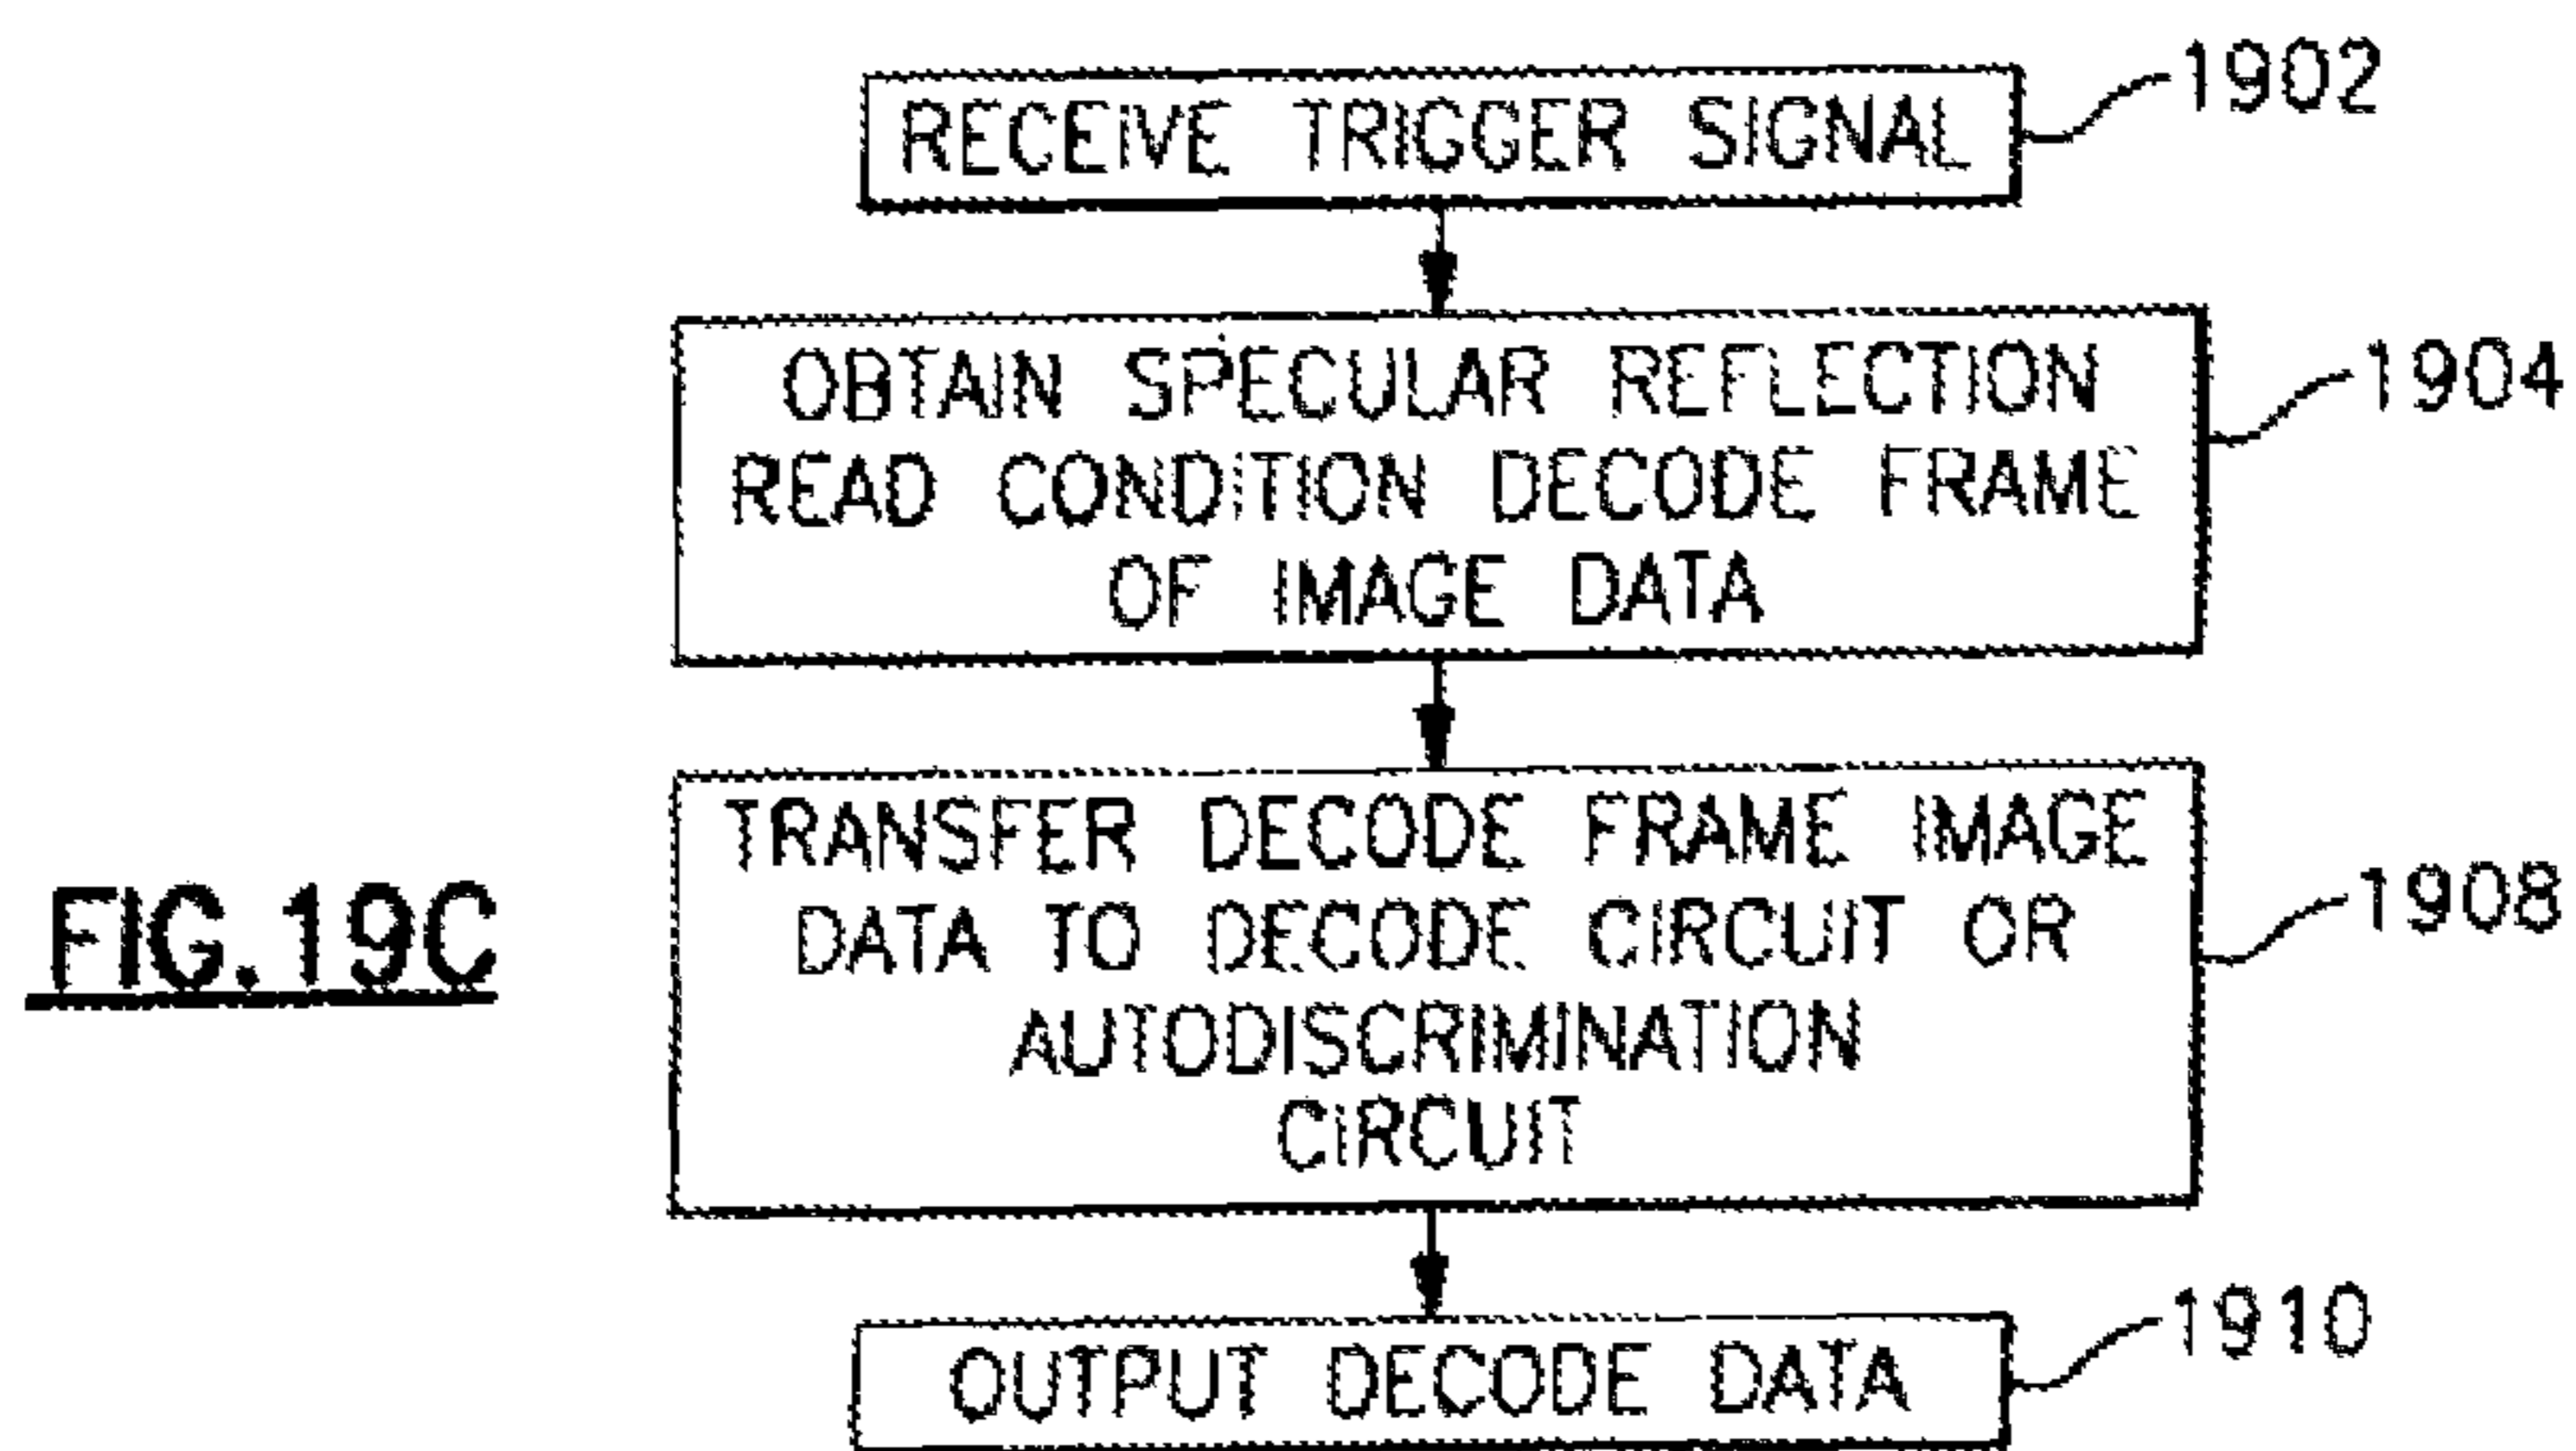 RECEIVE TRIGGER SIGNAL
1902
OBTAIN SPECULAR REFLECTION
READ CONDITION DECODE FRAME
OF IMAGE DATA
1904
TRANSFER DECODE FRAME IMAGE
DATA TO DECODE CIRCUIT OR
AUTODISCRIMINATION
CIRCUIT
1908
FIG.19C
OUTPUT DECODE DATA
1910